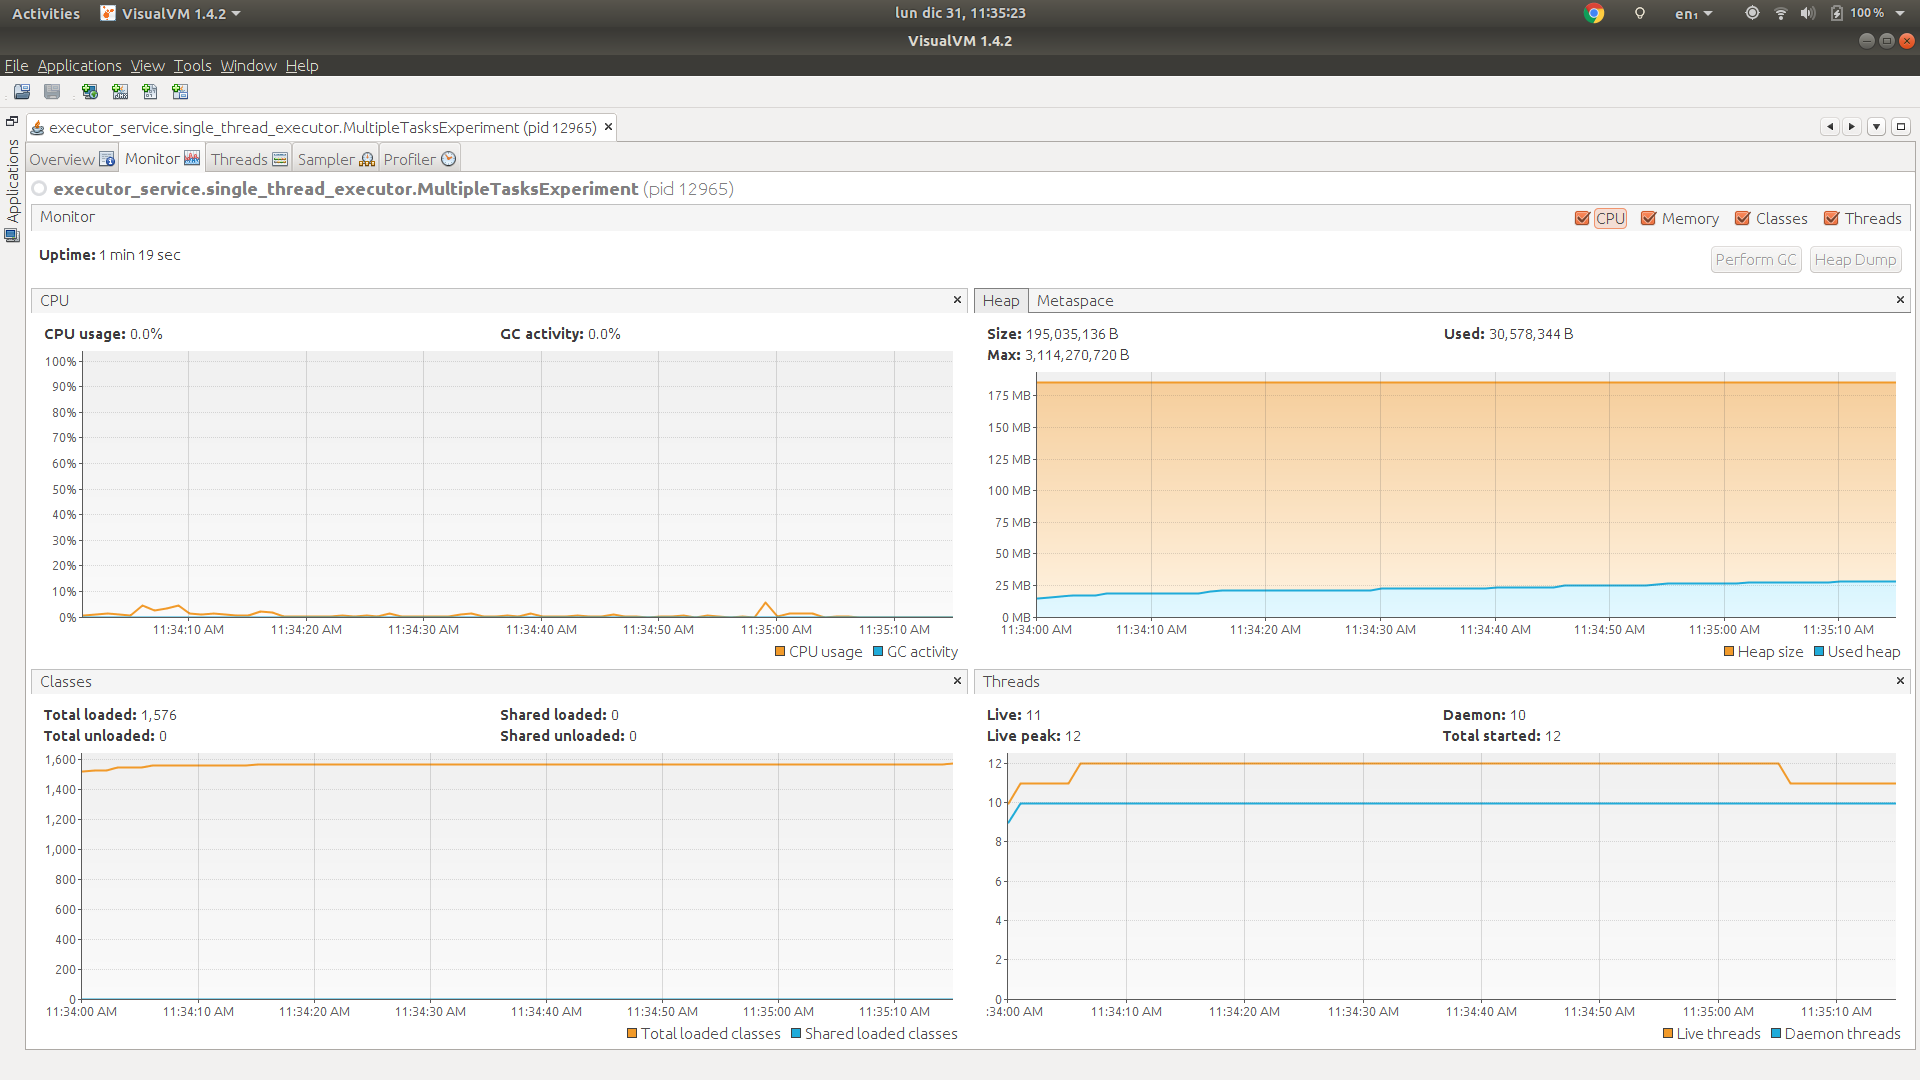 Activities VisualVM 1.4.2 lun dic 31, 11:35:23 en₁ 100 %
VisualVM 1.4.2
File Applications View Tools Window Help
Applications
executor_service.single_thread_executor.MultipleTasksExperiment (pid 12965)
Overview Monitor Threads Sampler Profiler
executor_service.single_thread_executor.MultipleTasksExperiment (pid 12965)
Monitor CPU Memory Classes Threads
Uptime: 1 min 19 sec Perform GC Heap Dump
CPU
CPU usage: 0.0% GC activity: 0.0%
100%
90%
80%
70%
60%
50%
40%
30%
20%
10%
0%
11:34:10 AM 11:34:20 AM 11:34:30 AM 11:34:40 AM 11:34:50 AM 11:35:00 AM 11:35:10 AM
CPU usage GC activity
Heap Metaspace
Size: 195,035,136 B Used: 30,578,344 B
Max: 3,114,270,720 B
175 MB
150 MB
125 MB
100 MB
75 MB
50 MB
25 MB
0 MB
11:34:00 AM 11:34:10 AM 11:34:20 AM 11:34:30 AM 11:34:40 AM 11:34:50 AM 11:35:00 AM 11:35:10 AM
Heap size Used heap
Classes
Total loaded: 1,576 Shared loaded: 0
Total unloaded: 0 Shared unloaded: 0
1,600
1,400
1,200
1,000
800
600
400
200
0
11:34:00 AM 11:34:10 AM 11:34:20 AM 11:34:30 AM 11:34:40 AM 11:34:50 AM 11:35:00 AM 11:35:10 AM
Total loaded classes Shared loaded classes
Threads
Live: 11 Daemon: 10
Live peak: 12 Total started: 12
12
10
8
6
4
2
0
:34:00 AM 11:34:10 AM 11:34:20 AM 11:34:30 AM 11:34:40 AM 11:34:50 AM 11:35:00 AM 11:35:10 AM
Live threads Daemon threads